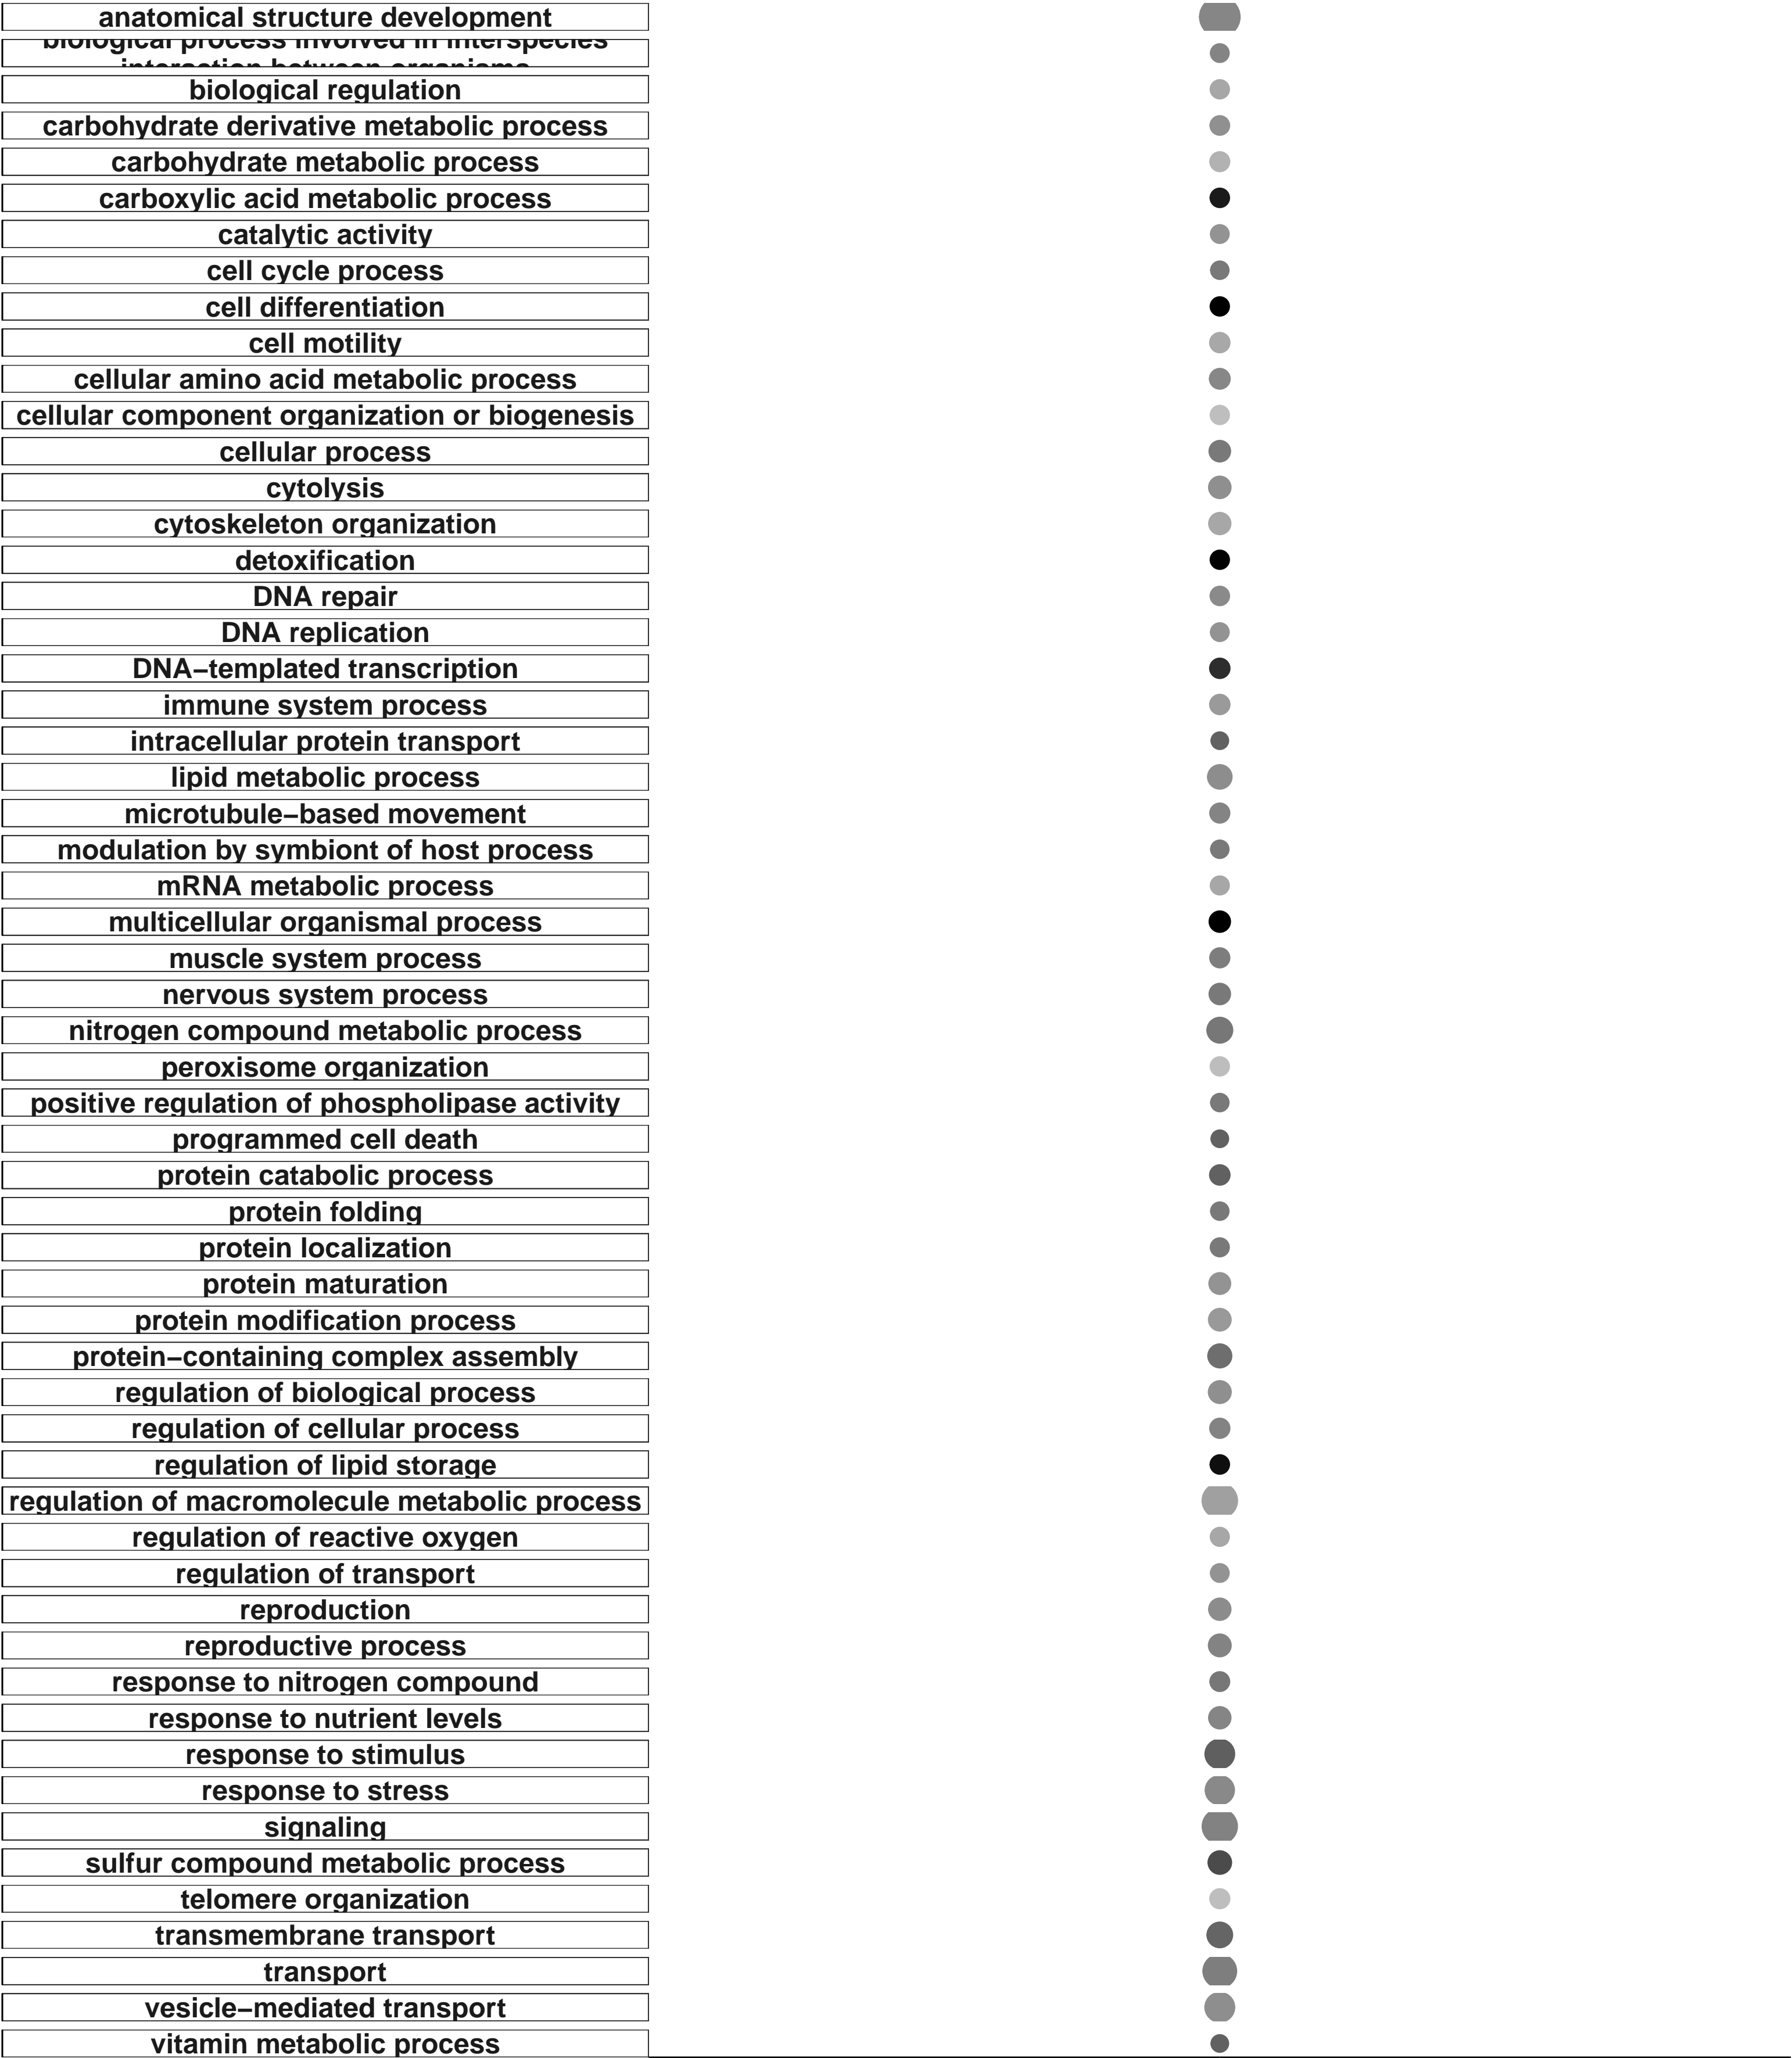 anatomical structure development
biological process involved in interspecies
interaction between organisms
biological regulation
carbohydrate derivative metabolic process
carbohydrate metabolic process
carboxylic acid metabolic process
catalytic activity
cell cycle process
cell differentiation
cell motility
cellular amino acid metabolic process
cellular component organization or biogenesis
cellular process
cytolysis
cytoskeleton organization
detoxification
DNA repair
DNA replication
DNA−templated transcription
immune system process
intracellular protein transport
lipid metabolic process
microtubule−based movement
modulation by symbiont of host process
mRNA metabolic process
multicellular organismal process
muscle system process
nervous system process
nitrogen compound metabolic process
peroxisome organization
positive regulation of phospholipase activity
programmed cell death
protein catabolic process
protein folding
protein localization
protein maturation
protein modification process
protein−containing complex assembly
regulation of biological process
regulation of cellular process
regulation of lipid storage
regulation of macromolecule metabolic process
regulation of reactive oxygen
regulation of transport
reproduction
reproductive process
response to nitrogen compound
response to nutrient levels
response to stimulus
response to stress
signaling
sulfur compound metabolic process
telomere organization
transmembrane transport
transport
vesicle−mediated transport
vitamin metabolic process